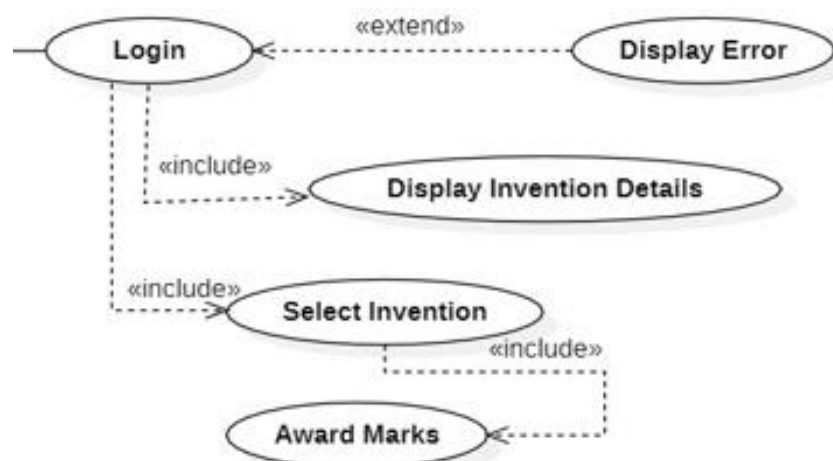 «extend»
Login
Display Error
«include»
Display Invention Details
«include»
Select Invention
«include»
Award Marks